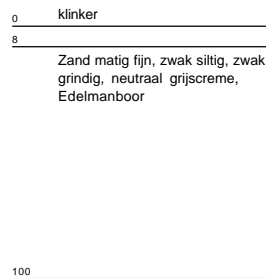 klinker
0
8
Zand matig fijn, zwak siltig, zwak
grindig, neutraal grijscreme,
Edelmanboor
100